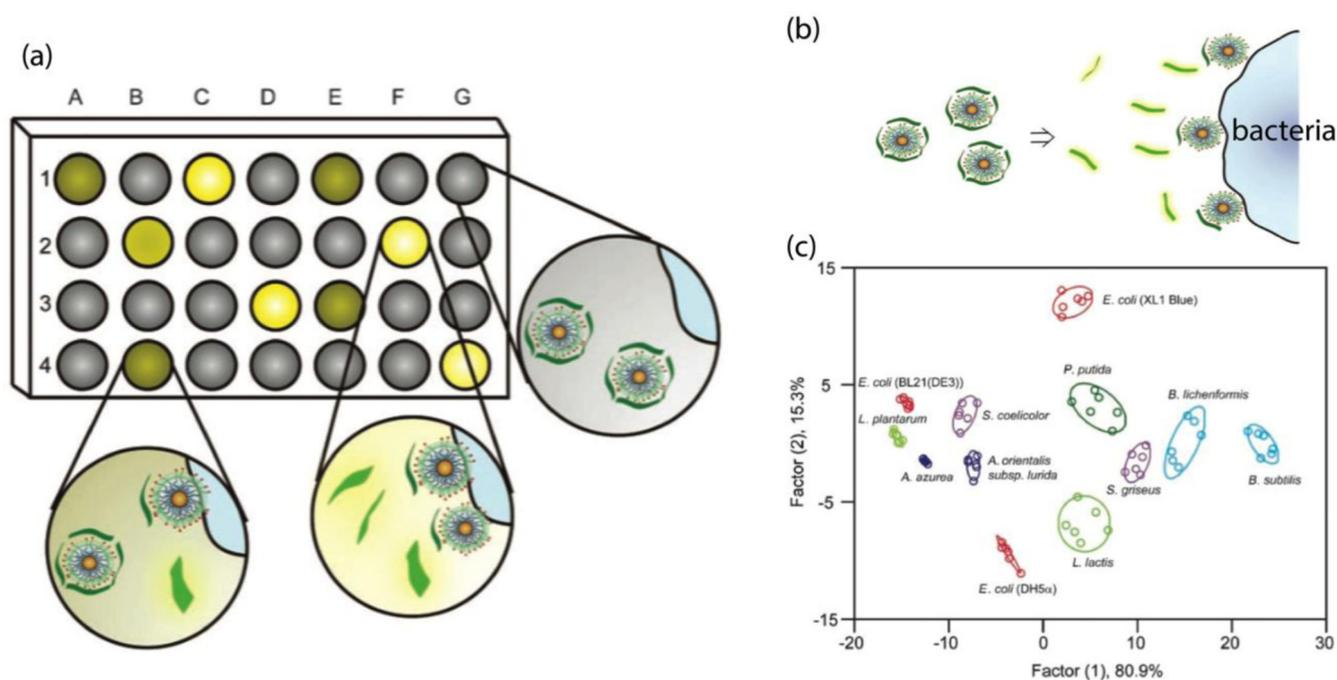 (a)
A B C D E F G
1
2
3
4
(b)
bacteria
(c)
15
5
-5
-15
Factor (2), 15.3%
E. coli (XL1 Blue)
P. putida
E. coli (BL21(DE3))
B. lichenformis
L. plantarum
S. coelicolor
A. azurea
A. orientalis
subsp. lurida
S. griseus
B. subtilis
L. lactis
E. coli (DH5α)
-20 -10 0 10 20 30
Factor (1), 80.9%